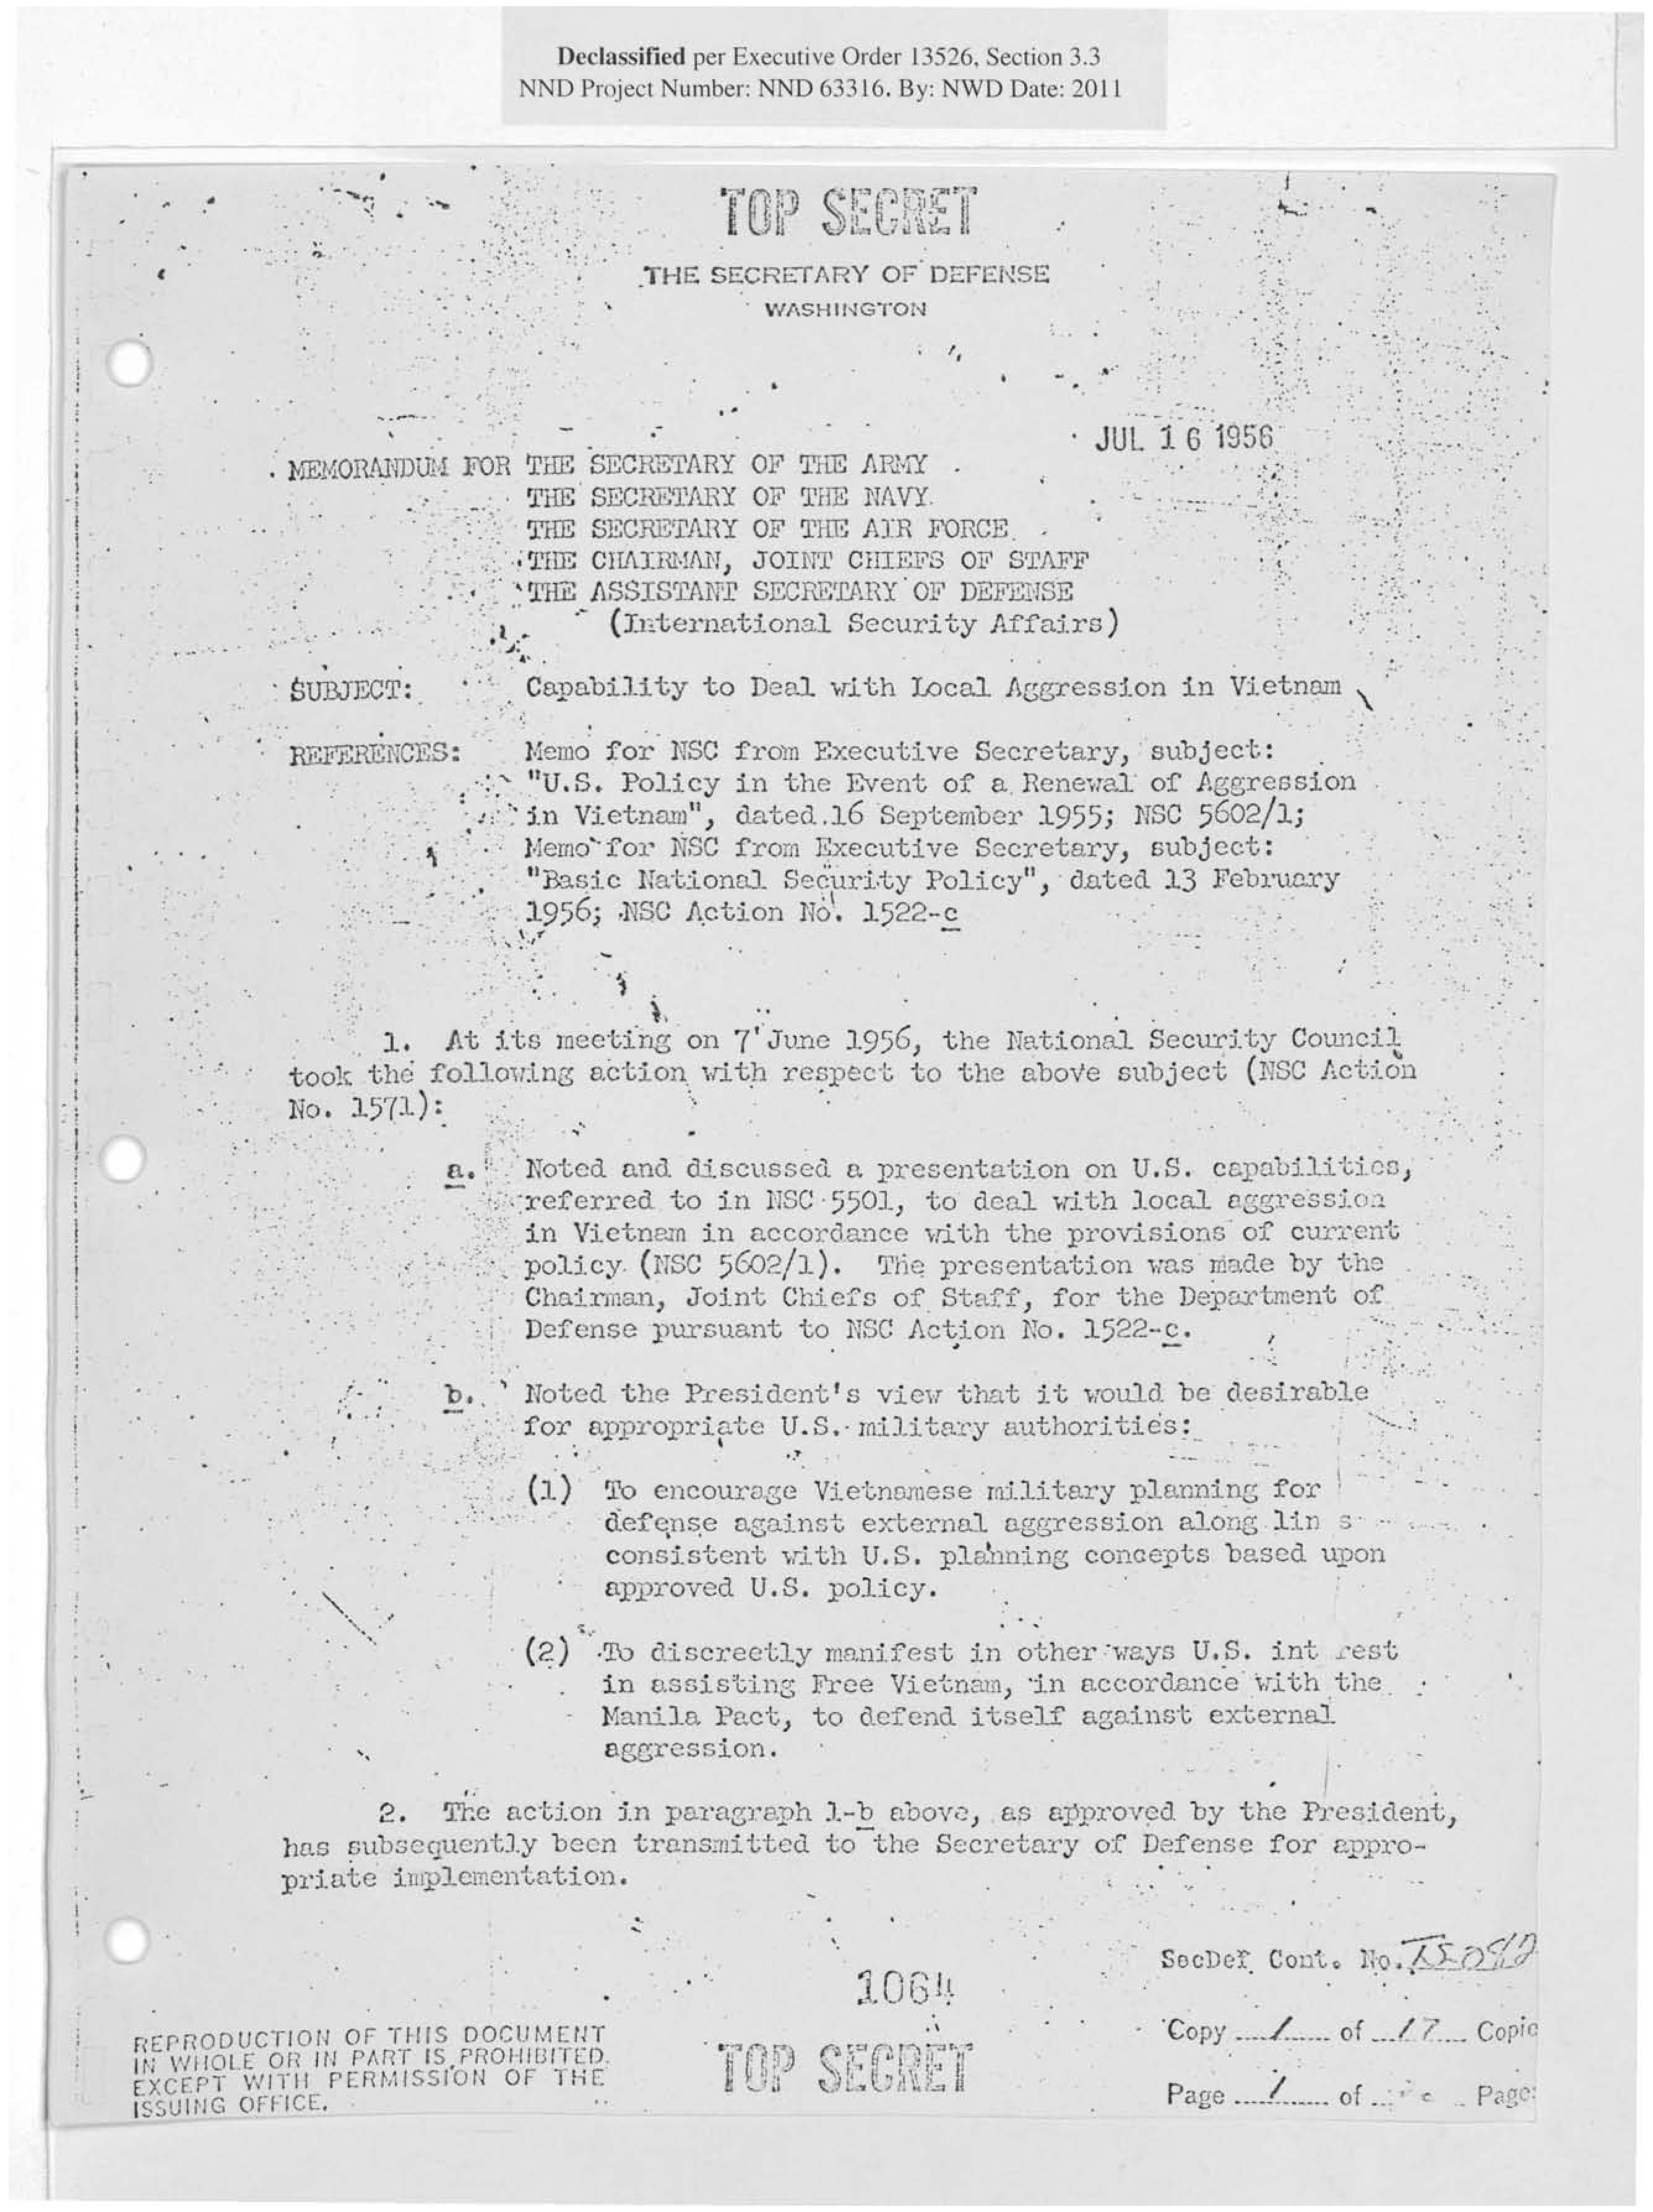 Declassified per Executive Order 13526, Section 3.3
NND Project Number: NND 63316. By: NWD Date: 2011
TOP SECRET
THE SECRETARY OF DEFENSE
WASHINGTON
JUL 16 1956
MEMORANDUM FOR THE SECRETARY OF THE ARMY
THE SECRETARY OF THE NAVY
THE SECRETARY OF THE AIR FORCE
THE CHAIRMAN, JOINT CHIEFS OF STAFF
THE ASSISTANT SECRETARY OF DEFENSE
(International Security Affairs)
SUBJECT: Capability to Deal with Local Aggression in Vietnam
REFERENCES: Memo for NSC from Executive Secretary, subject:
"U.S. Policy in the Event of a Renewal of Aggression
in Vietnam", dated 16 September 1955; NSC 5602/1;
Memo for NSC from Executive Secretary, subject:
"Basic National Security Policy", dated 13 February
1956; NSC Action No. 1522-c
1. At its meeting on 7 June 1956, the National Security Council
took the following action with respect to the above subject (NSC Action
No. 1571):
a. Noted and discussed a presentation on U.S. capabilities,
referred to in NSC 5501, to deal with local aggression
in Vietnam in accordance with the provisions of current
policy (NSC 5602/1). The presentation was made by the
Chairman, Joint Chiefs of Staff, for the Department of
Defense pursuant to NSC Action No. 1522-c.
b. Noted the President's view that it would be desirable
for appropriate U.S. military authorities:
(1) To encourage Vietnamese military planning for
defense against external aggression along lin s
consistent with U.S. planning concepts based upon
approved U.S. policy.
(2) To discreetly manifest in other ways U.S. int rest
in assisting Free Vietnam, in accordance with the
Manila Pact, to defend itself against external
aggression.
2. The action in paragraph 1-b above, as approved by the President,
has subsequently been transmitted to the Secretary of Defense for appro-
priate implementation.
SecDef Cont. No.
1064
REPRODUCTION OF THIS DOCUMENT
IN WHOLE OR IN PART IS PROHIBITED
EXCEPT WITH PERMISSION OF THE
ISSUING OFFICE.
TOP SECRET
Copy 1 of 17 Copie
Page 1 of Page